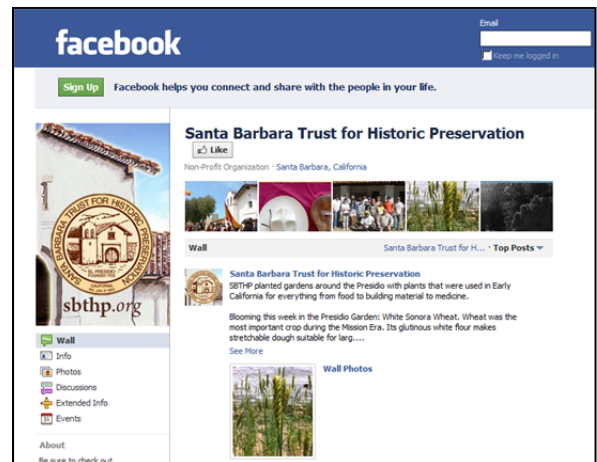 facebook
Email
Keep me logged in
Sign Up
Facebook helps you connect and share with the people in your life.
SANTA BARBARA TRUST FOR HISTORIC PRESERVATION
EL PRESIDIO
FOUNDED 1782
CALIFORNIA
sbthp.org
Santa Barbara Trust for Historic Preservation
Like
Non-Profit Organization · Santa Barbara, California
Wall
Santa Barbara Trust for H... · Top Posts
Santa Barbara Trust for Historic Preservation
SBTHP planted gardens around the Presidio with plants that were used in Early
California for everything from food to building material to medicine.
Blooming this week in the Presidio Garden: White Sonora Wheat. Wheat was the
most important crop during the Mission Era. Its glutinous white flour makes
stretchable dough suitable for larg....
See More
Wall Photos
Wall
Info
Photos
Discussions
Extended Info
31 Events
About
Be sure to check out